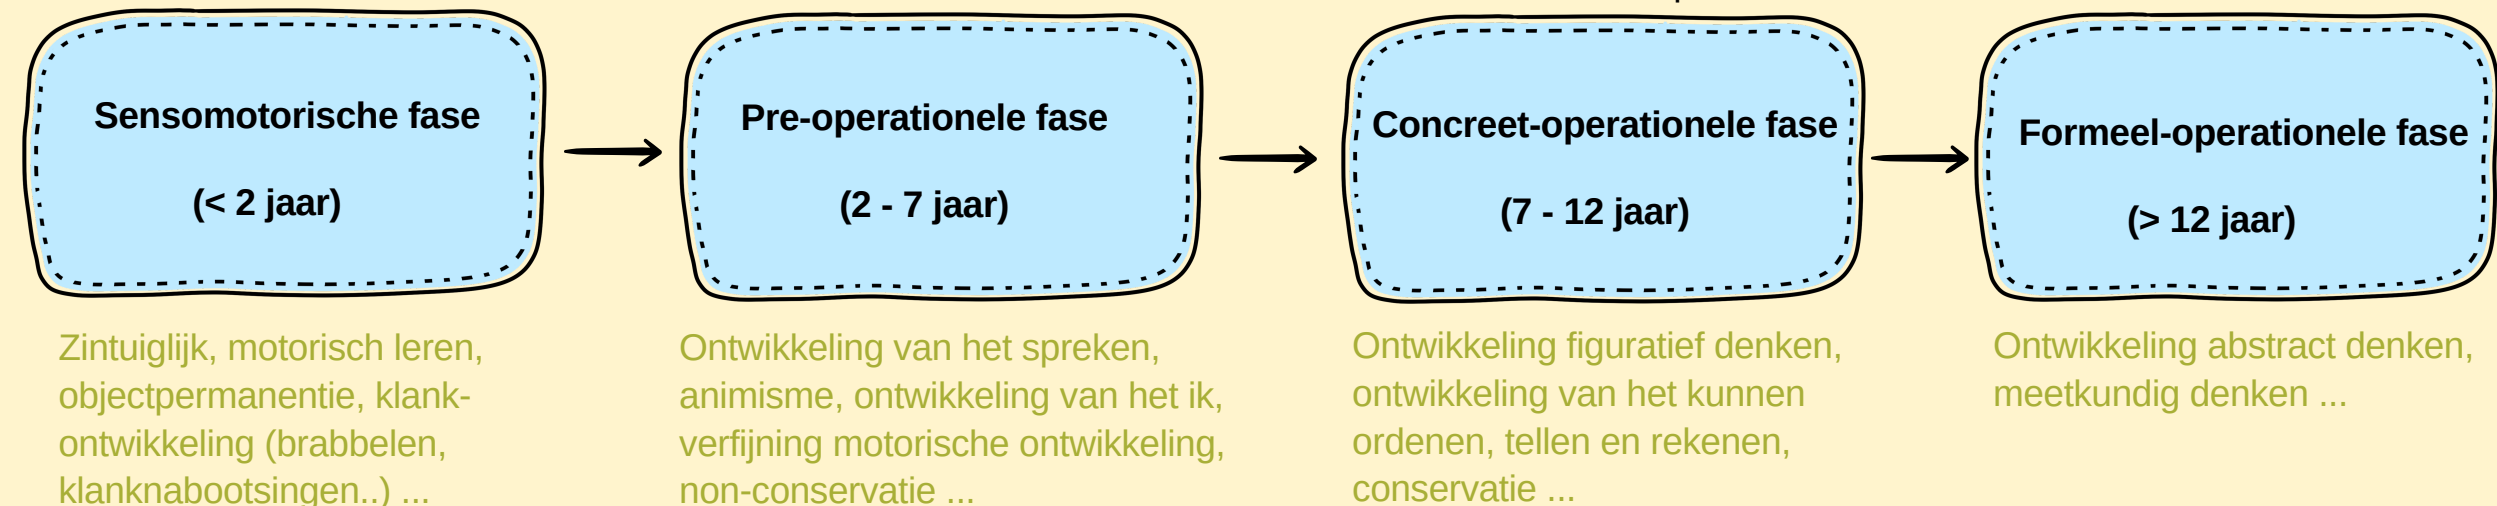 Sensomotorische fase
(< 2 jaar)
Pre-operationele fase
(2 - 7 jaar)
Concreet-operationele fase
(7 - 12 jaar)
Formeel-operationele fase
(> 12 jaar)
Zintuiglijk, motorisch leren,
objectpermanentie, klank-
ontwikkeling (brabbelen,
klanknabootsingen..) ...
Ontwikkeling van het spreken,
animisme, ontwikkeling van het ik,
verfijning motorische ontwikkeling,
non-conservatie ...
Ontwikkeling figuratief denken,
ontwikkeling van het kunnen
ordenen, tellen en rekenen,
conservatie ...
Ontwikkeling abstract denken,
meetkundig denken ...